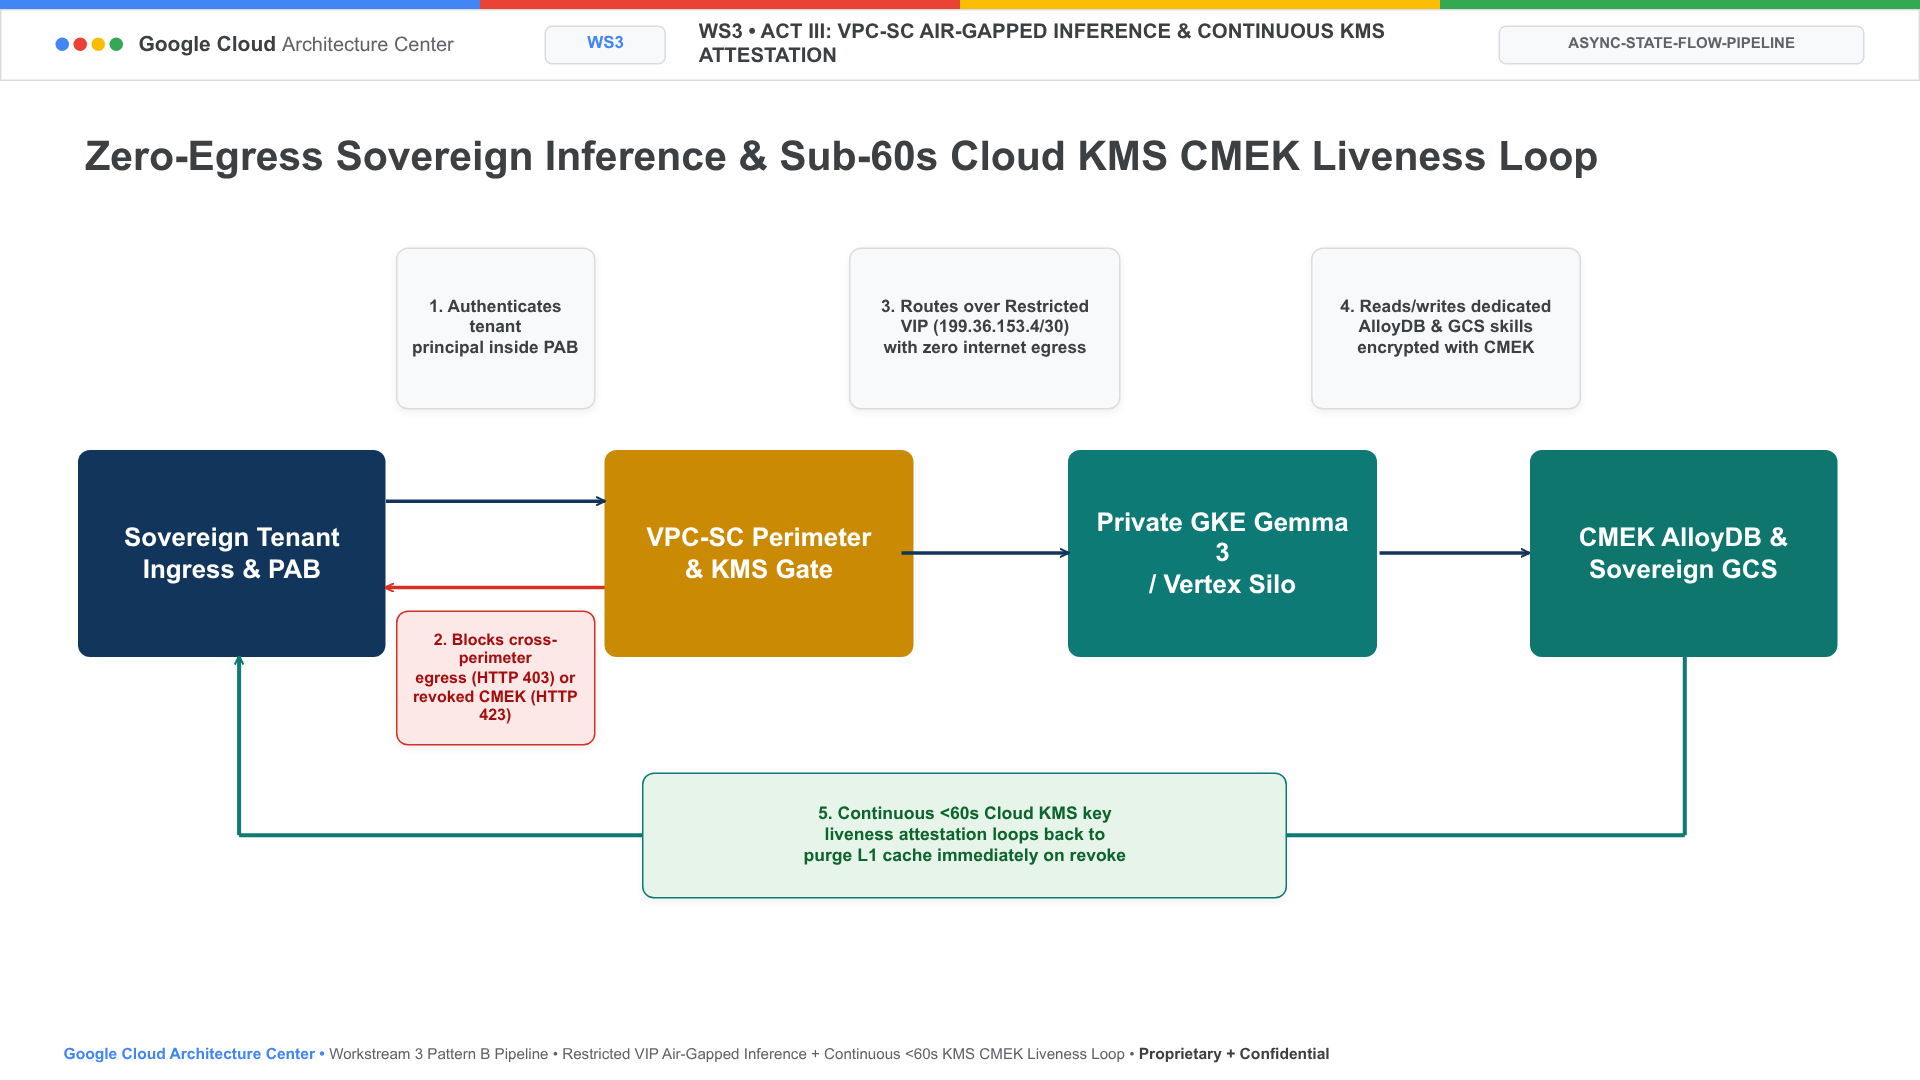 Google Cloud Architecture Center
WS3
WS3 • ACT III: VPC-SC AIR-GAPPED INFERENCE & CONTINUOUS KMS
ATTESTATION
ASYNC-STATE-FLOW-PIPELINE
Zero-Egress Sovereign Inference & Sub-60s Cloud KMS CMEK Liveness Loop
1. Authenticates
tenant
principal inside PAB
3. Routes over Restricted
VIP (199.36.153.4/30)
with zero internet egress
4. Reads/writes dedicated
AlloyDB & GCS skills
encrypted with CMEK
Sovereign Tenant
Ingress & PAB
VPC-SC Perimeter
& KMS Gate
Private GKE Gemma
3
/ Vertex Silo
CMEK AlloyDB &
Sovereign GCS
2. Blocks cross-
perimeter
egress (HTTP 403) or
revoked CMEK (HTTP
423)
5. Continuous <60s Cloud KMS key
liveness attestation loops back to
purge L1 cache immediately on revoke
Google Cloud Architecture Center • Workstream 3 Pattern B Pipeline • Restricted VIP Air-Gapped Inference + Continuous <60s KMS CMEK Liveness Loop • Proprietary + Confidential